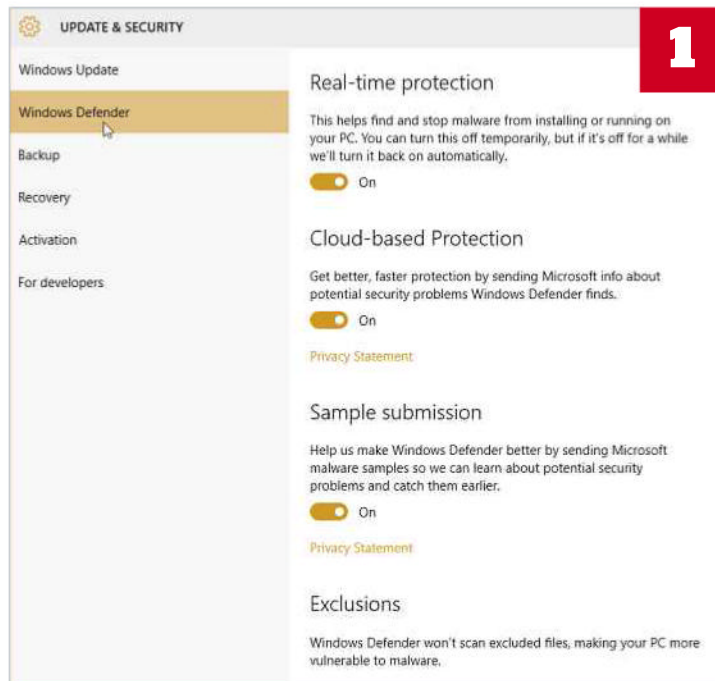 UPDATE & SECURITY
1
Windows Update
Windows Defender
Backup
Recovery
Activation
For developers
Real-time protection
This helps find and stop malware from installing or running on
your PC. You can turn this off temporarily, but if it's off for a while
we'll turn it back on automatically.
On
Cloud-based Protection
Get better, faster protection by sending Microsoft info about
potential security problems Windows Defender finds.
On
Privacy Statement
Sample submission
Help us make Windows Defender better by sending Microsoft
malware samples so we can learn about potential security
problems and catch them earlier.
On
Privacy Statement
Exclusions
Windows Defender won't scan excluded files, making your PC more
vulnerable to malware.